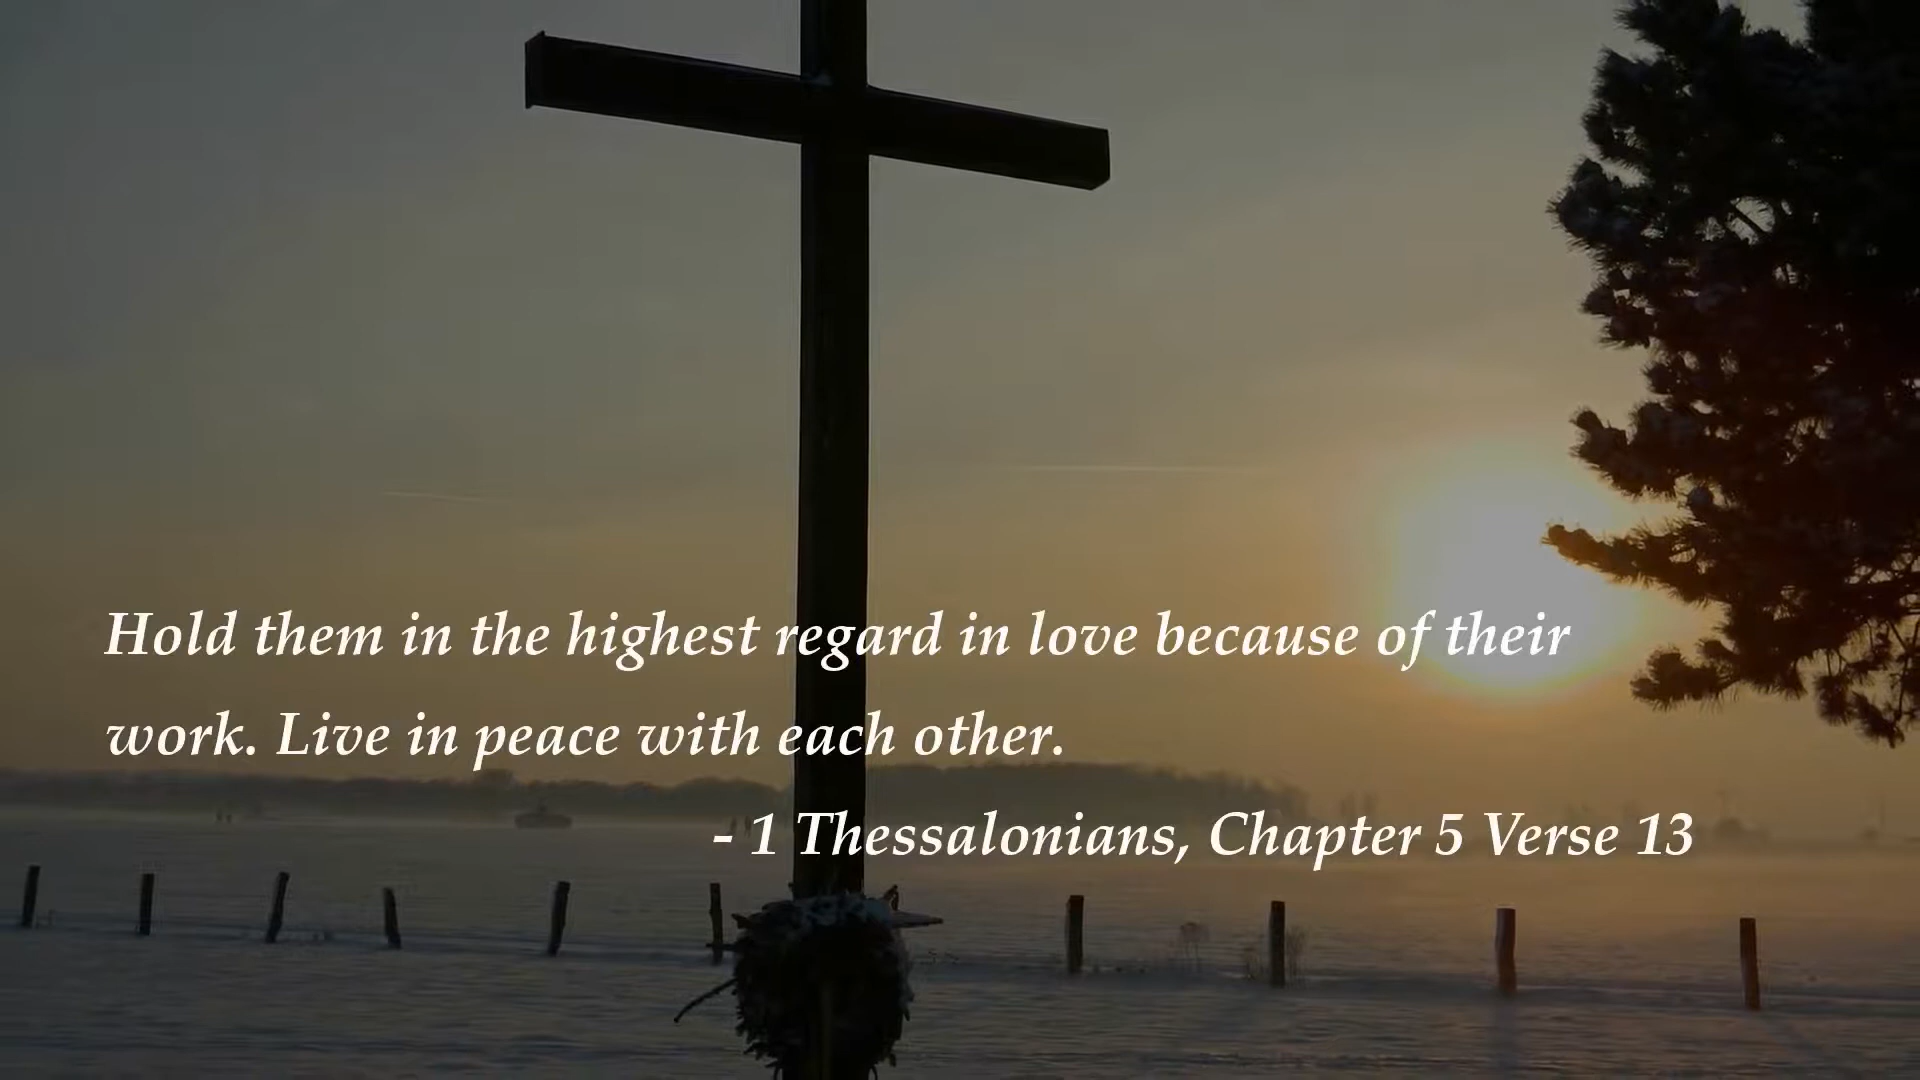 Hold them in the highest regard in love because of their
work. Live in peace with each other.
- 1 Thessalonians, Chapter 5 Verse 13